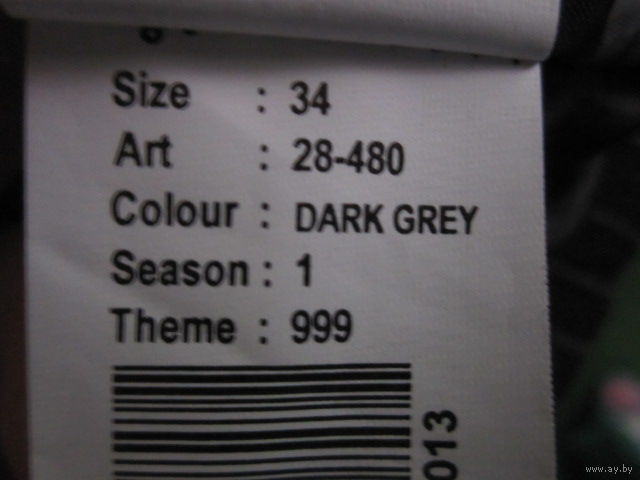 Size : 34
Art : 28-480
Colour : DARK GREY
Season : 1
Theme : 999
013
www.ay.by